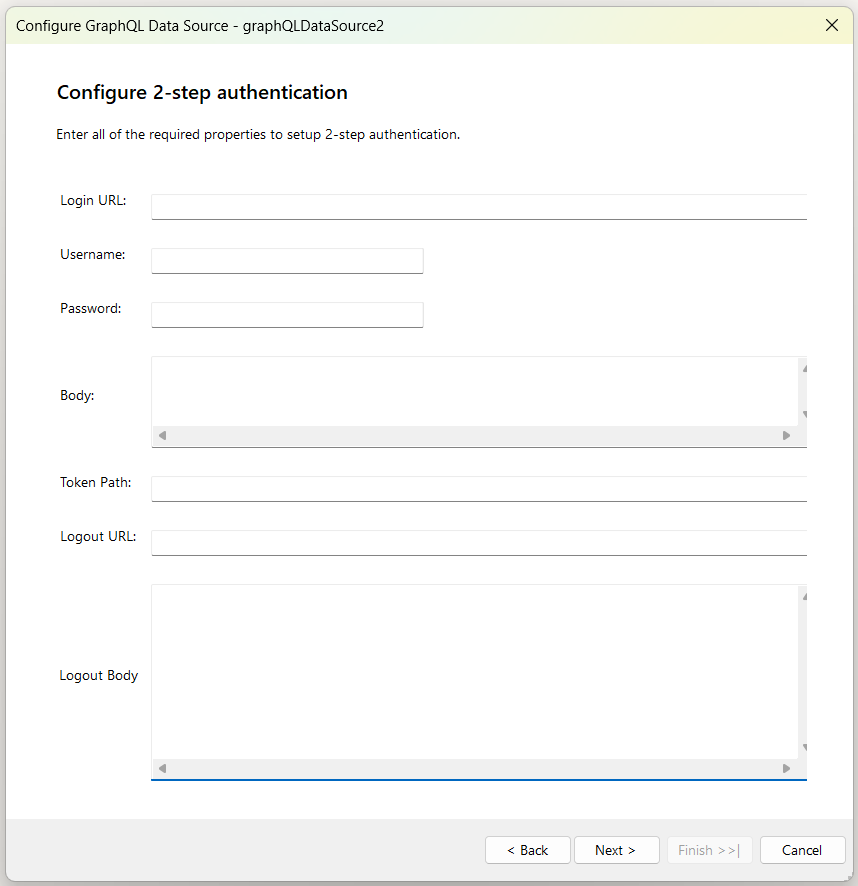 Configure GraphQL Data Source - graphQLDataSource2
Configure 2-step authentication
Enter all of the required properties to setup 2-step authentication.
Login URL:
Username:
Password:
Body:
Token Path:
Logout URL:
Logout Body
< Back
Next >
Finish >>|
Cancel